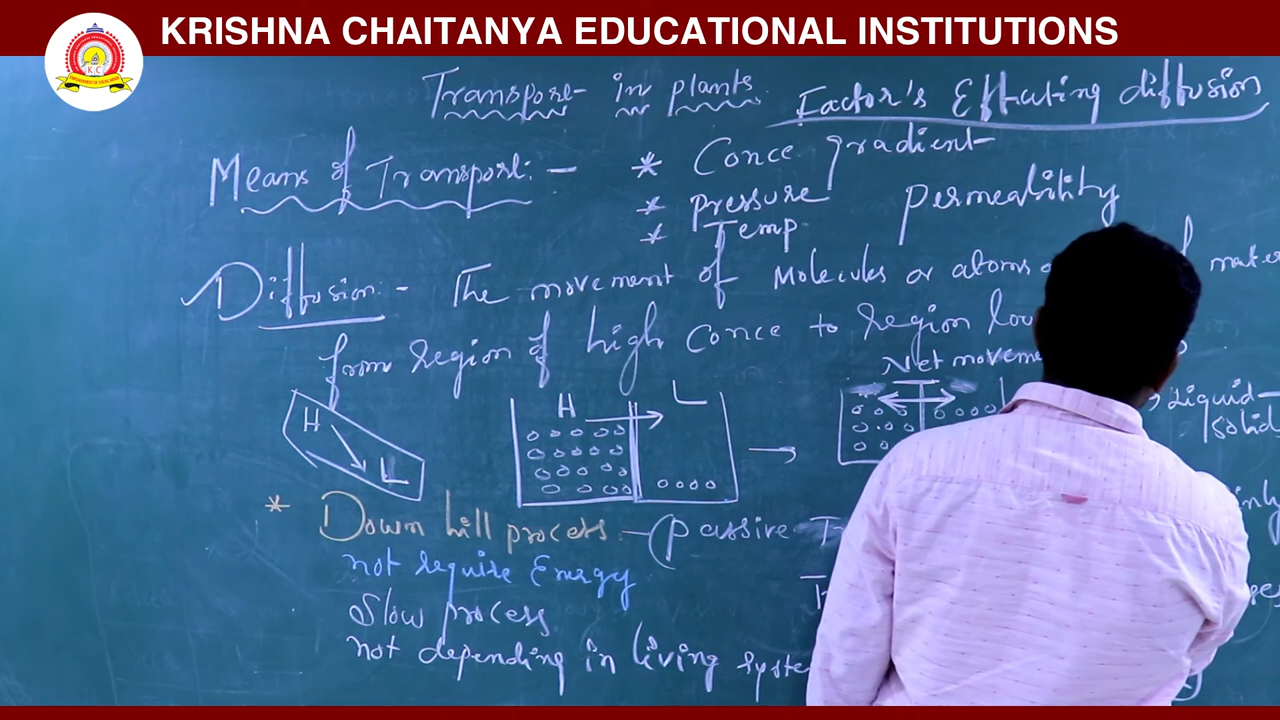 KRISHNA CHAITANYA EDUCATIONAL INSTITUTIONS
K C
Transport in plants
Factor's Effecting diffusion
Means of Transport: -
* Conce gradient
* pressure
permeability
* Temp
Diffusion: - The movement of Molecules or atoms
from region of high Conce to region low
Net moveme
H
L
H L
Liquid
Solid
* Down hill process - (passive
not require Energy
Slow process
not depending in living syste